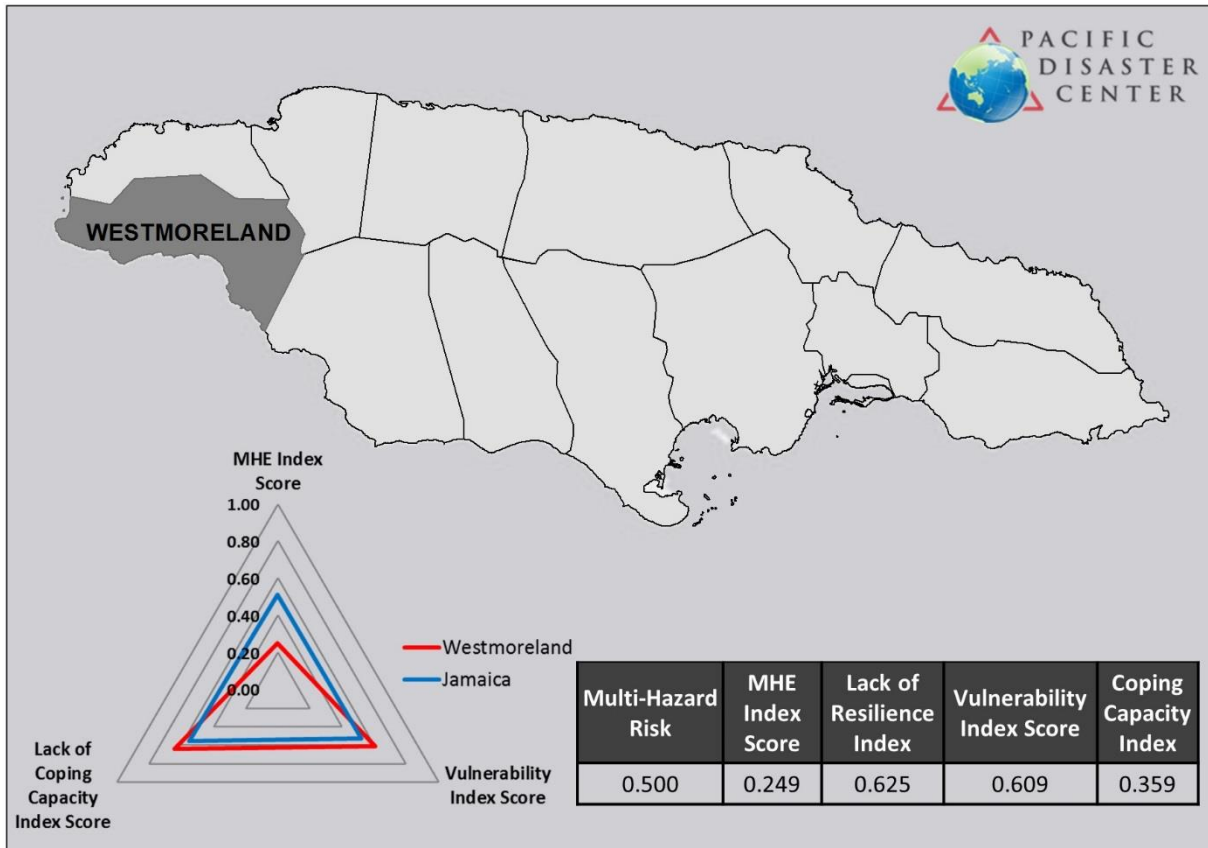 PACIFIC
DISASTER
CENTER
WESTMORELAND
MHE Index
Score
1.00
0.80
0.60
0.40
0.20
0.00
Westmoreland
Jamaica
Lack of
Coping
Capacity
Index Score
Vulnerability
Index Score
Multi-Hazard
Risk
MHE
Index
Score
Lack of
Resilience
Index
Vulnerability
Index Score
Coping
Capacity
Index
0.500
0.249
0.625
0.609
0.359